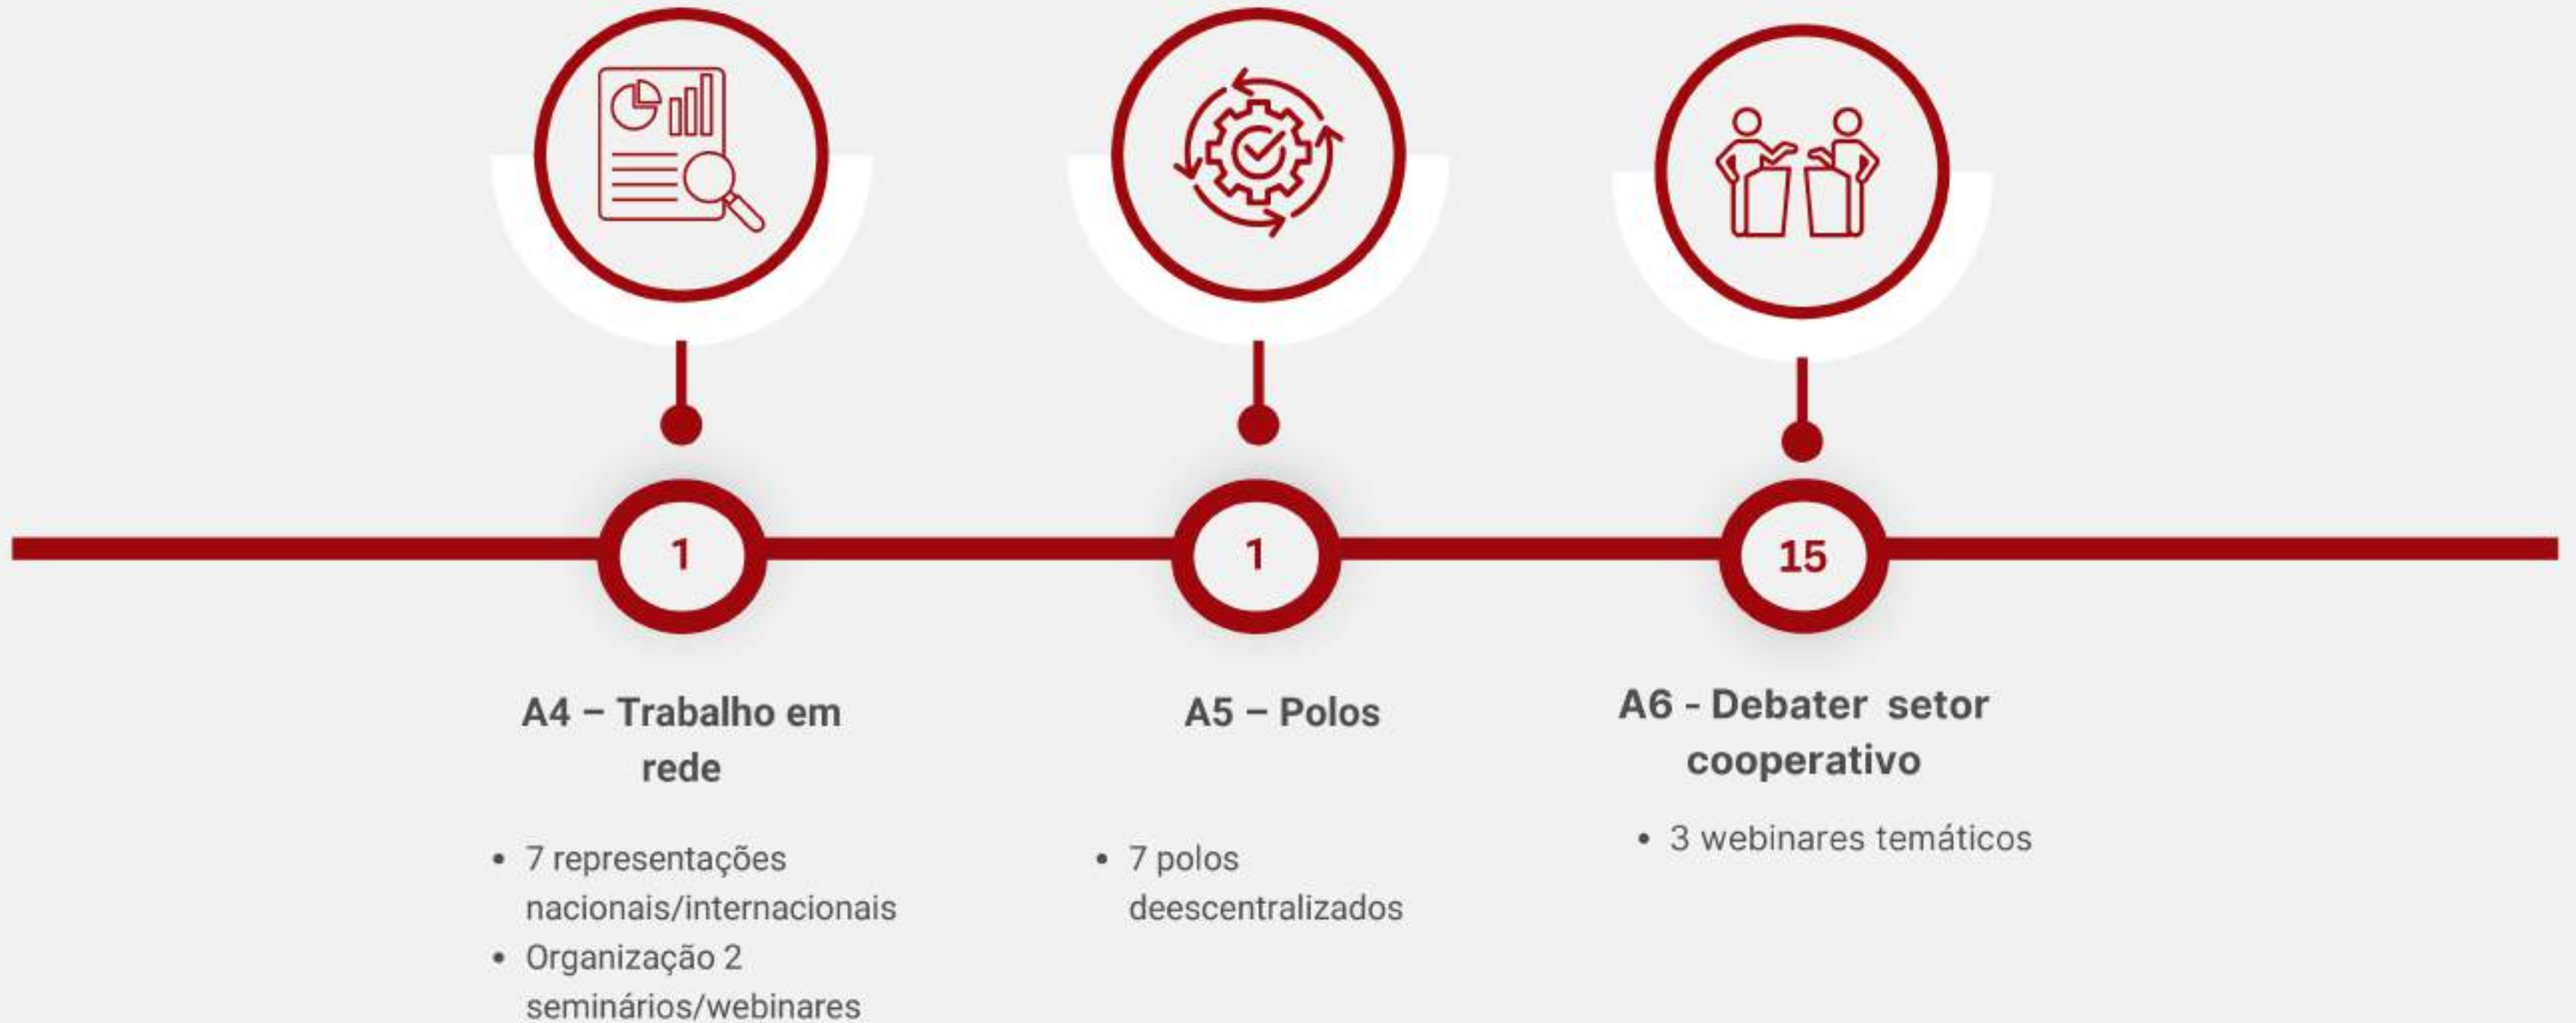 1
A4 – Trabalho em
rede
• 7 representações
nacionais/internacionais
• Organização 2
seminários/webinares
1
A5 – Polos
• 7 polos
deescentralizados
15
A6 - Debater setor
cooperativo
• 3 webinares temáticos